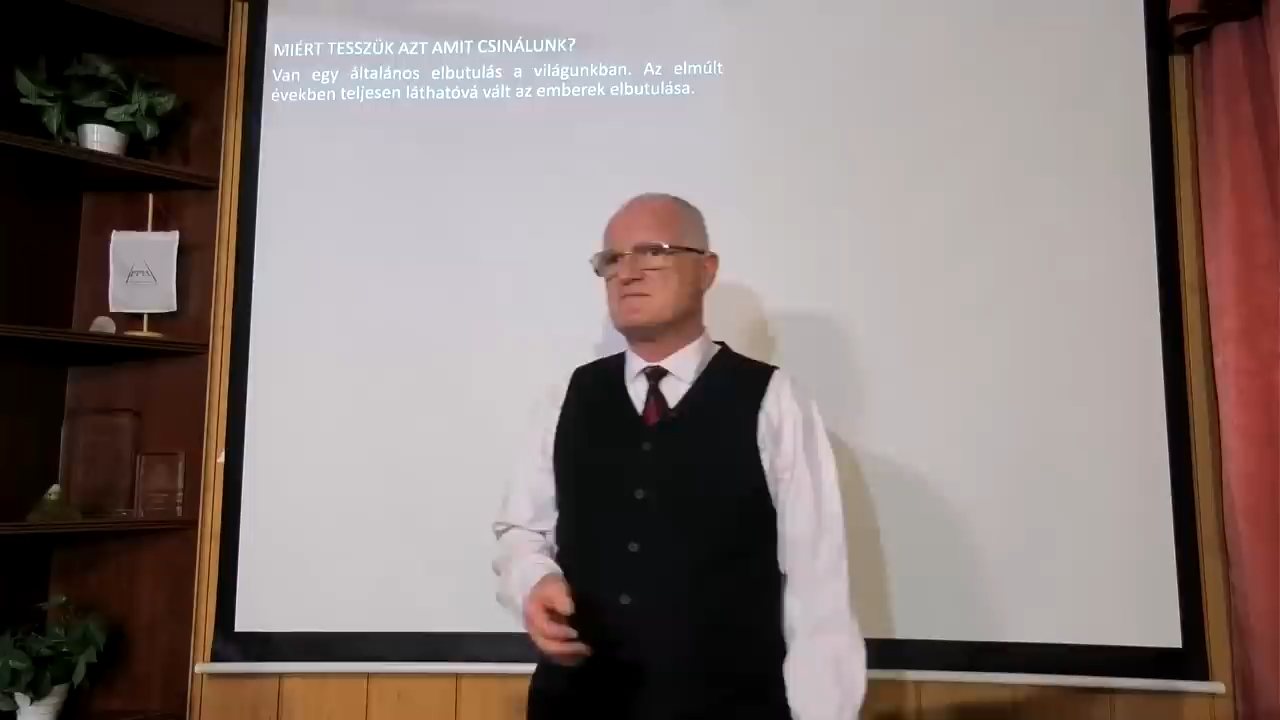 MIÉRT TESSZÜK AZT AMIT CSINÁLUNK?
Van egy általános elbutulás a világunkban. Az elmúlt
években teljesen láthatóvá vált az emberek elbutulása.